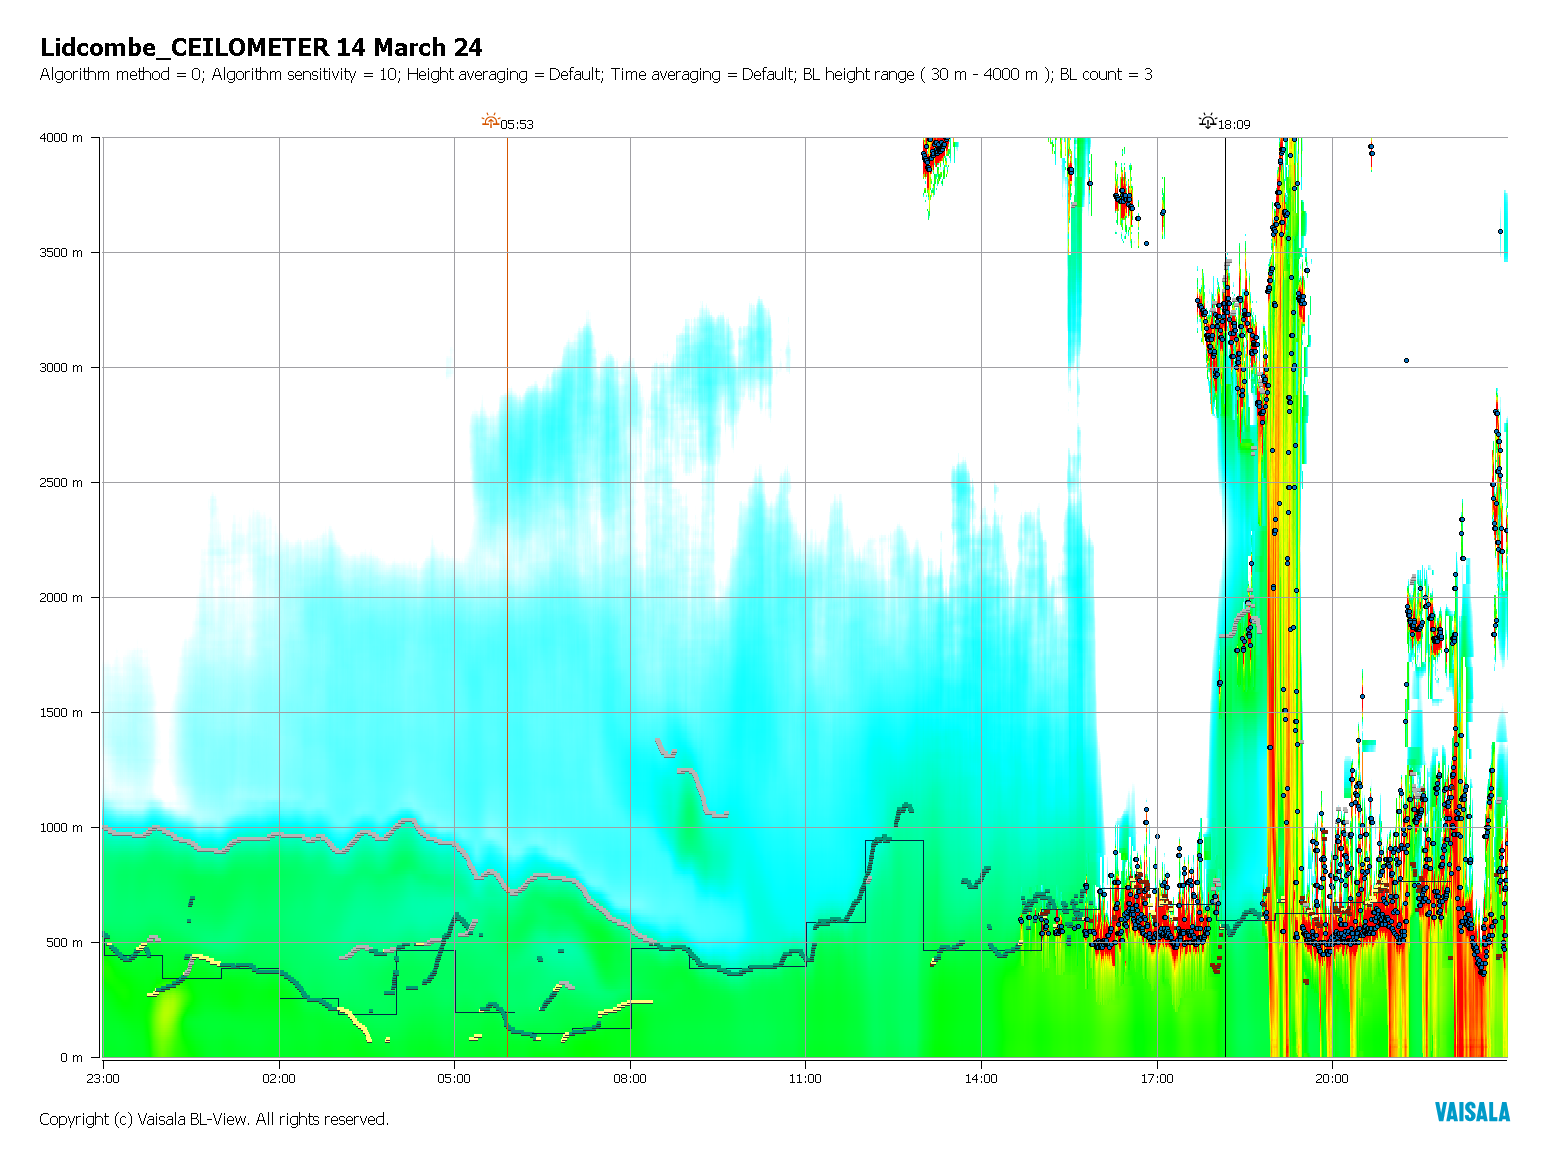 Lidcombe_CEILOMETER 14 March 24
Algorithm method = 0; Algorithm sensitivity = 10; Height averaging = Default; Time averaging = Default; BL height range ( 30 m - 4000 m ); BL count = 3
05:53
18:09
4000 m
3500 m
3000 m
2500 m
2000 m
1500 m
1000 m
500 m
0 m
23:00
02:00
05:00
08:00
11:00
14:00
17:00
20:00
Copyright (c) Vaisala BL-View. All rights reserved.
VAISALA